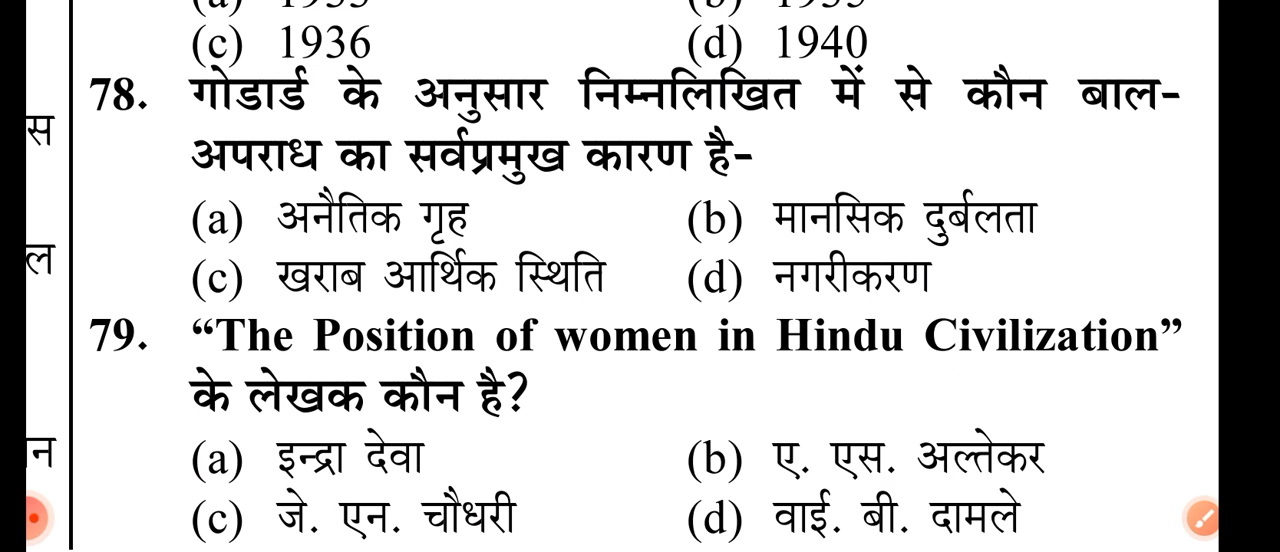 (c) 1936 (d) 1940
78. गोडार्ड के अनुसार निम्नलिखित में से कौन बाल-
अपराध का सर्वप्रमुख कारण है-
(a) अनैतिक गृह (b) मानसिक दुर्बलता
(c) खराब आर्थिक स्थिति (d) नगरीकरण
79. “The Position of women in Hindu Civilization”
के लेखक कौन है?
(a) इन्द्रा देवा (b) ए. एस. अल्तेकर
(c) जे. एन. चौधरी (d) वाई. बी. दामले
स
ल
न